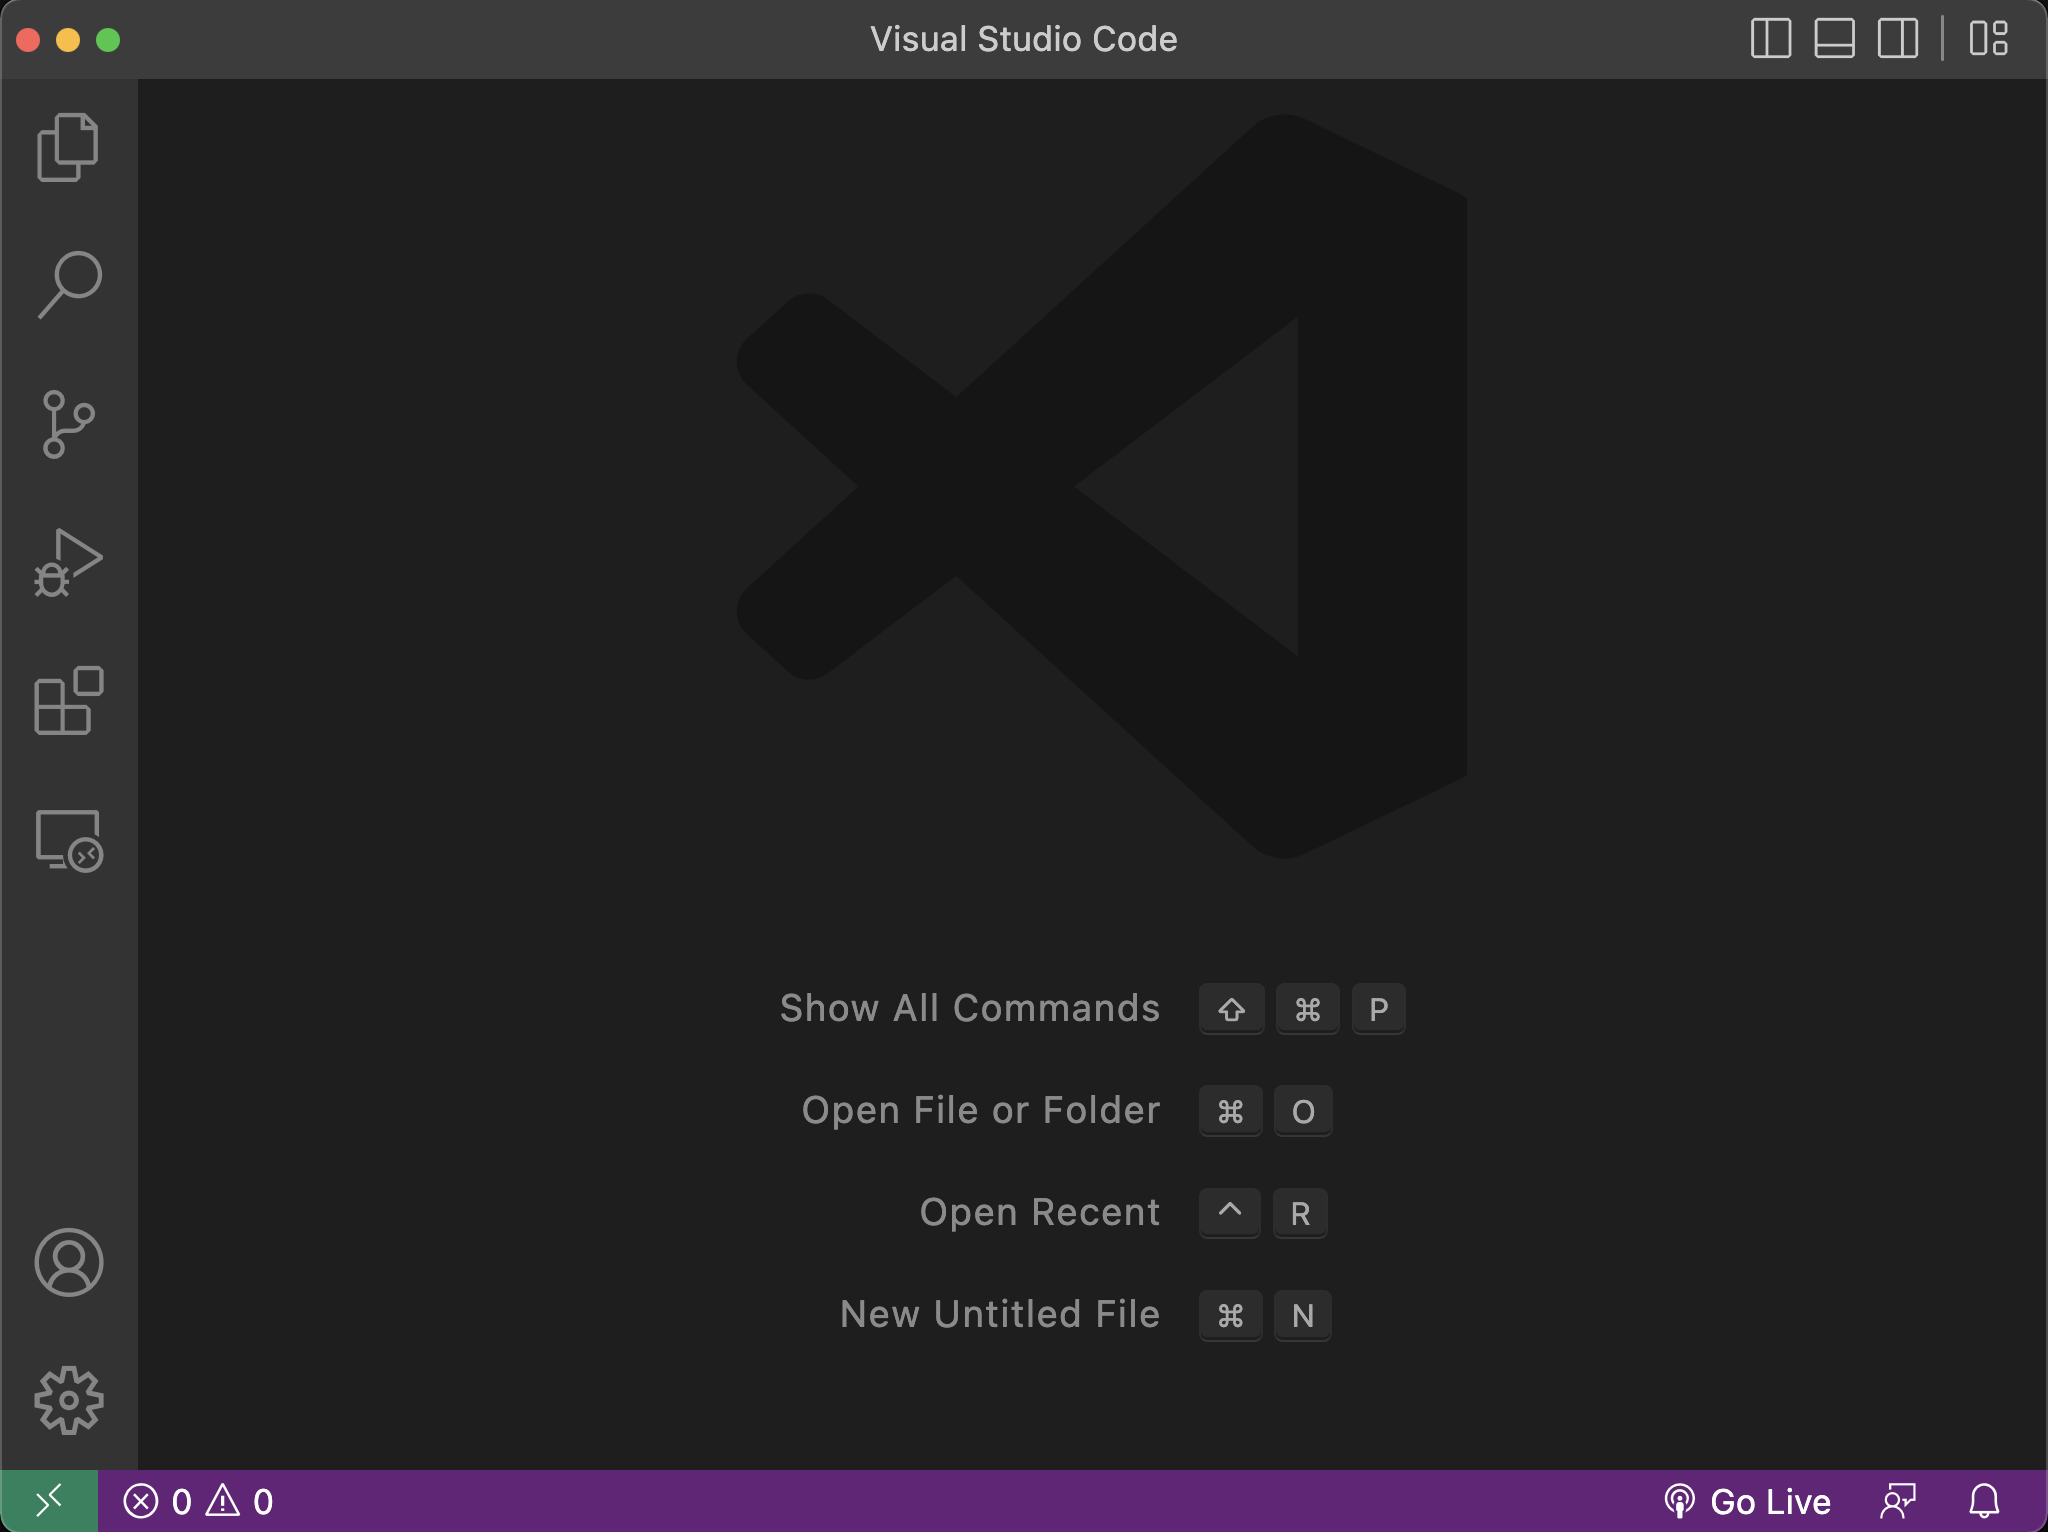 Visual Studio Code
Show All Commands ⇧ ⌘ P
Open File or Folder ⌘ O
Open Recent ^ R
New Untitled File ⌘ N
0 0 Go Live